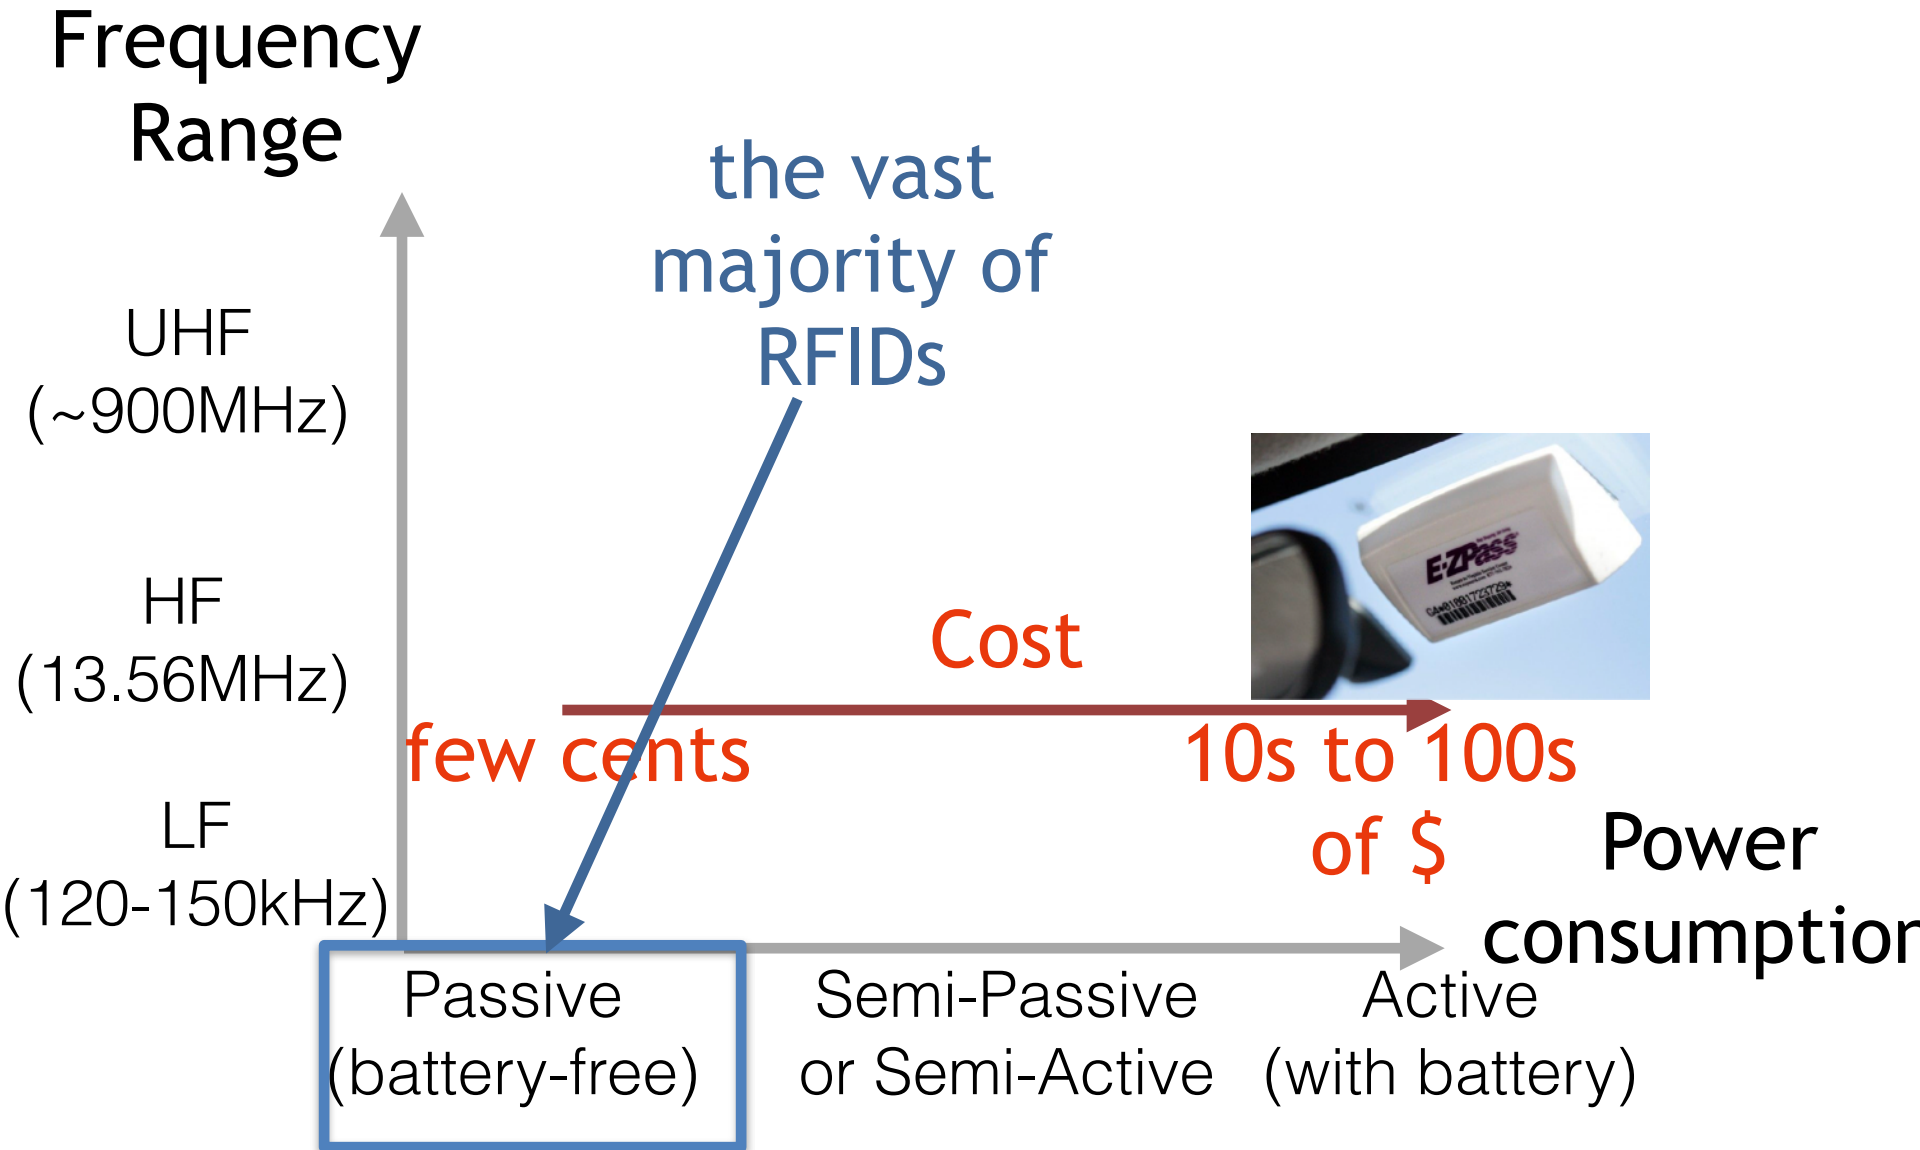 Frequency
Range
the vast
majority of
RFIDs
UHF
(~900MHz)
E-ZPass
HF
(13.56MHz)
Cost
few cents
10s to 100s
of $
LF
(120-150kHz)
Power
consumption
Passive
(battery-free)
Semi-Passive
or Semi-Active
Active
(with battery)